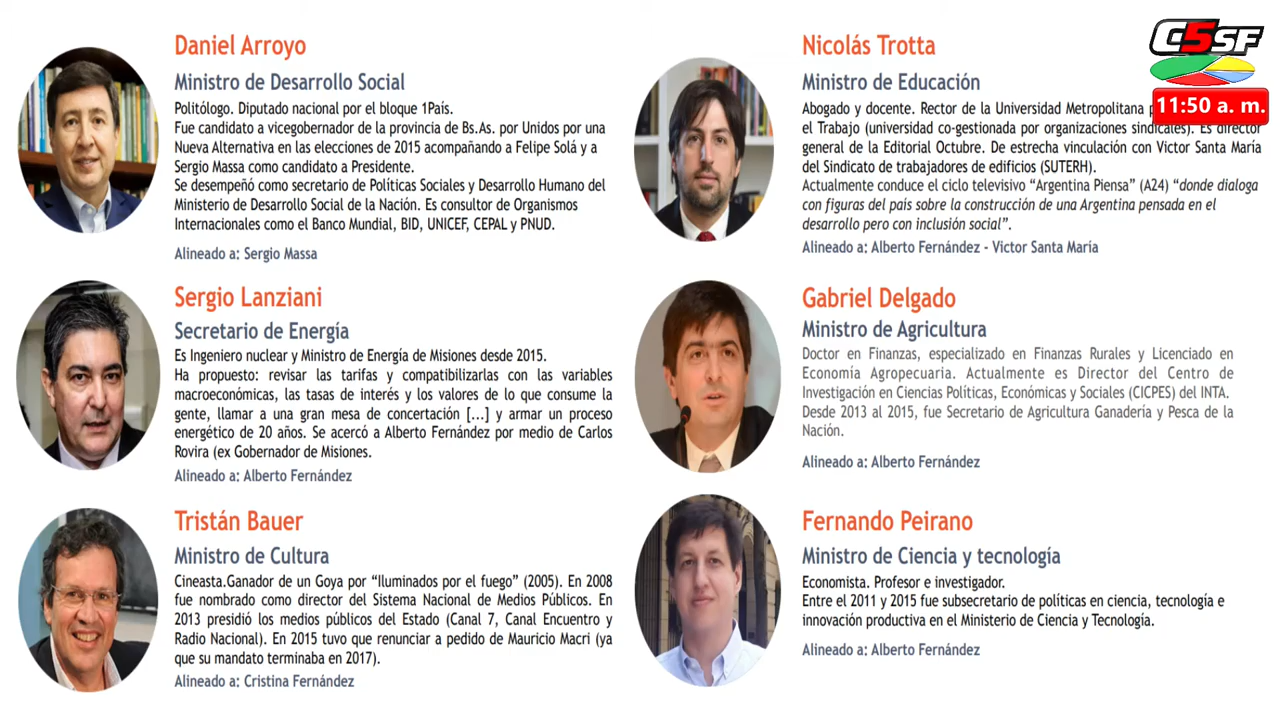 Daniel Arroyo
Ministro de Desarrollo Social
Politólogo. Diputado nacional por el bloque 1País.
Fue candidato a vicegobernador de la provincia de Bs.As. por Unidos por una
Nueva Alternativa en las elecciones de 2015 acompañando a Felipe Solá y a
Sergio Massa como candidato a Presidente.
Se desempeñó como secretario de Políticas Sociales y Desarrollo Humano del
Ministerio de Desarrollo Social de la Nación. Es consultor de Organismos
Internacionales como el Banco Mundial, BID, UNICEF, CEPAL y PNUD.
Alineado a: Sergio Massa
Nicolás Trotta
Ministro de Educación
Abogado y docente. Rector de la Universidad Metropolitana
el Trabajo (universidad co-gestionada por organizaciones sindicales). Es director
general de la Editorial Octubre. De estrecha vinculación con Victor Santa María
del Sindicato de trabajadores de edificios (SUTERH).
Actualmente conduce el ciclo televisivo “Argentina Piensa” (A24) “donde dialoga
con figuras del país sobre la construcción de una Argentina pensada en el
desarrollo pero con inclusión social”.
Alineado a: Alberto Fernández - Victor Santa María
C5SF
11:50 a. m.
Sergio Lanziani
Secretario de Energía
Es Ingeniero nuclear y Ministro de Energía de Misiones desde 2015.
Ha propuesto: revisar las tarifas y compatibilizarlas con las variables
macroeconómicas, las tasas de interés y los valores de lo que consume la
gente, llamar a una gran mesa de concertación [...] y armar un proceso
energético de 20 años. Se acercó a Alberto Fernández por medio de Carlos
Rovira (ex Gobernador de Misiones.
Alineado a: Alberto Fernández
Gabriel Delgado
Ministro de Agricultura
Doctor en Finanzas, especializado en Finanzas Rurales y Licenciado en
Economía Agropecuaria. Actualmente es Director del Centro de
Investigación en Ciencias Políticas, Económicas y Sociales (CICPES) del INTA.
Desde 2013 al 2015, fue Secretario de Agricultura Ganadería y Pesca de la
Nación.
Alineado a: Alberto Fernández
Tristán Bauer
Ministro de Cultura
Cineasta.Ganador de un Goya por “Iluminados por el fuego” (2005). En 2008
fue nombrado como director del Sistema Nacional de Medios Públicos. En
2013 presidió los medios públicos del Estado (Canal 7, Canal Encuentro y
Radio Nacional). En 2015 tuvo que renunciar a pedido de Mauricio Macri (ya
que su mandato terminaba en 2017).
Alineado a: Cristina Fernández
Fernando Peirano
Ministro de Ciencia y tecnología
Economista. Profesor e investigador.
Entre el 2011 y 2015 fue subsecretario de políticas en ciencia, tecnología e
innovación productiva en el Ministerio de Ciencia y Tecnología.
Alineado a: Alberto Fernández